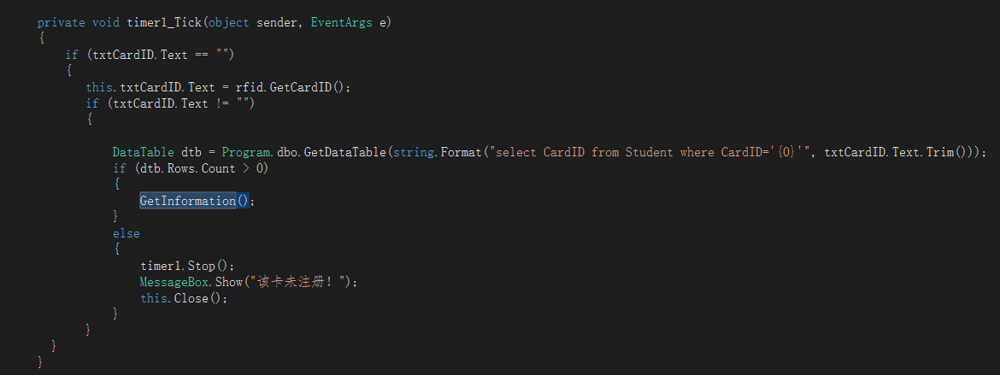 private void timer1_Tick(object sender, EventArgs e)
{
if (txtCardID.Text == "")
{
this.txtCardID.Text = rfid.GetCardID();
if (txtCardID.Text != "")
{
DataTable dtb = Program.dbo.GetDataTable(string.Format("select CardID from Student where CardID='{0}'", txtCardID.Text.Trim()));
if (dtb.Rows.Count > 0)
{
GetInformation();
}
else
{
timer1.Stop();
MessageBox.Show("该卡未注册！");
this.Close();
}
}
}
}